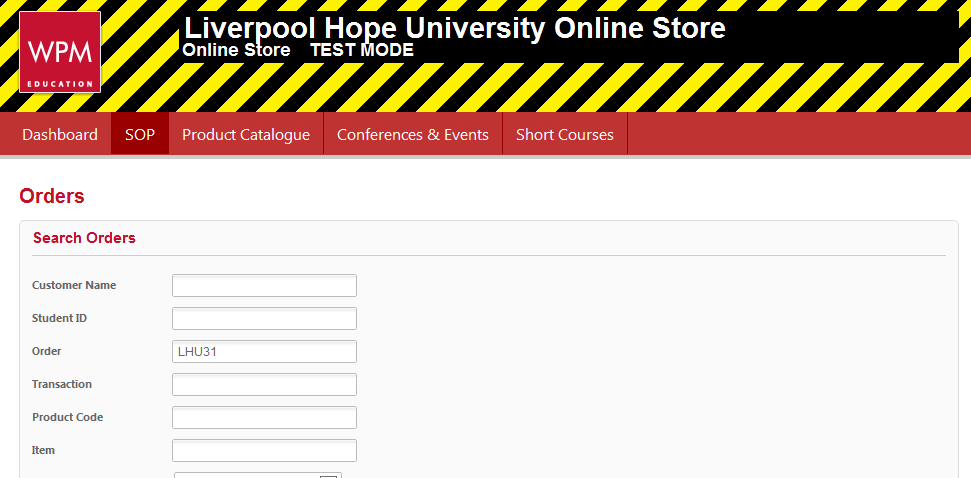 WPM
EDUCATION
Liverpool Hope University Online Store
Online Store TEST MODE
Dashboard SOP Product Catalogue Conferences & Events Short Courses
Orders
Search Orders
Customer Name
Student ID
Order LHU31
Transaction
Product Code
Item